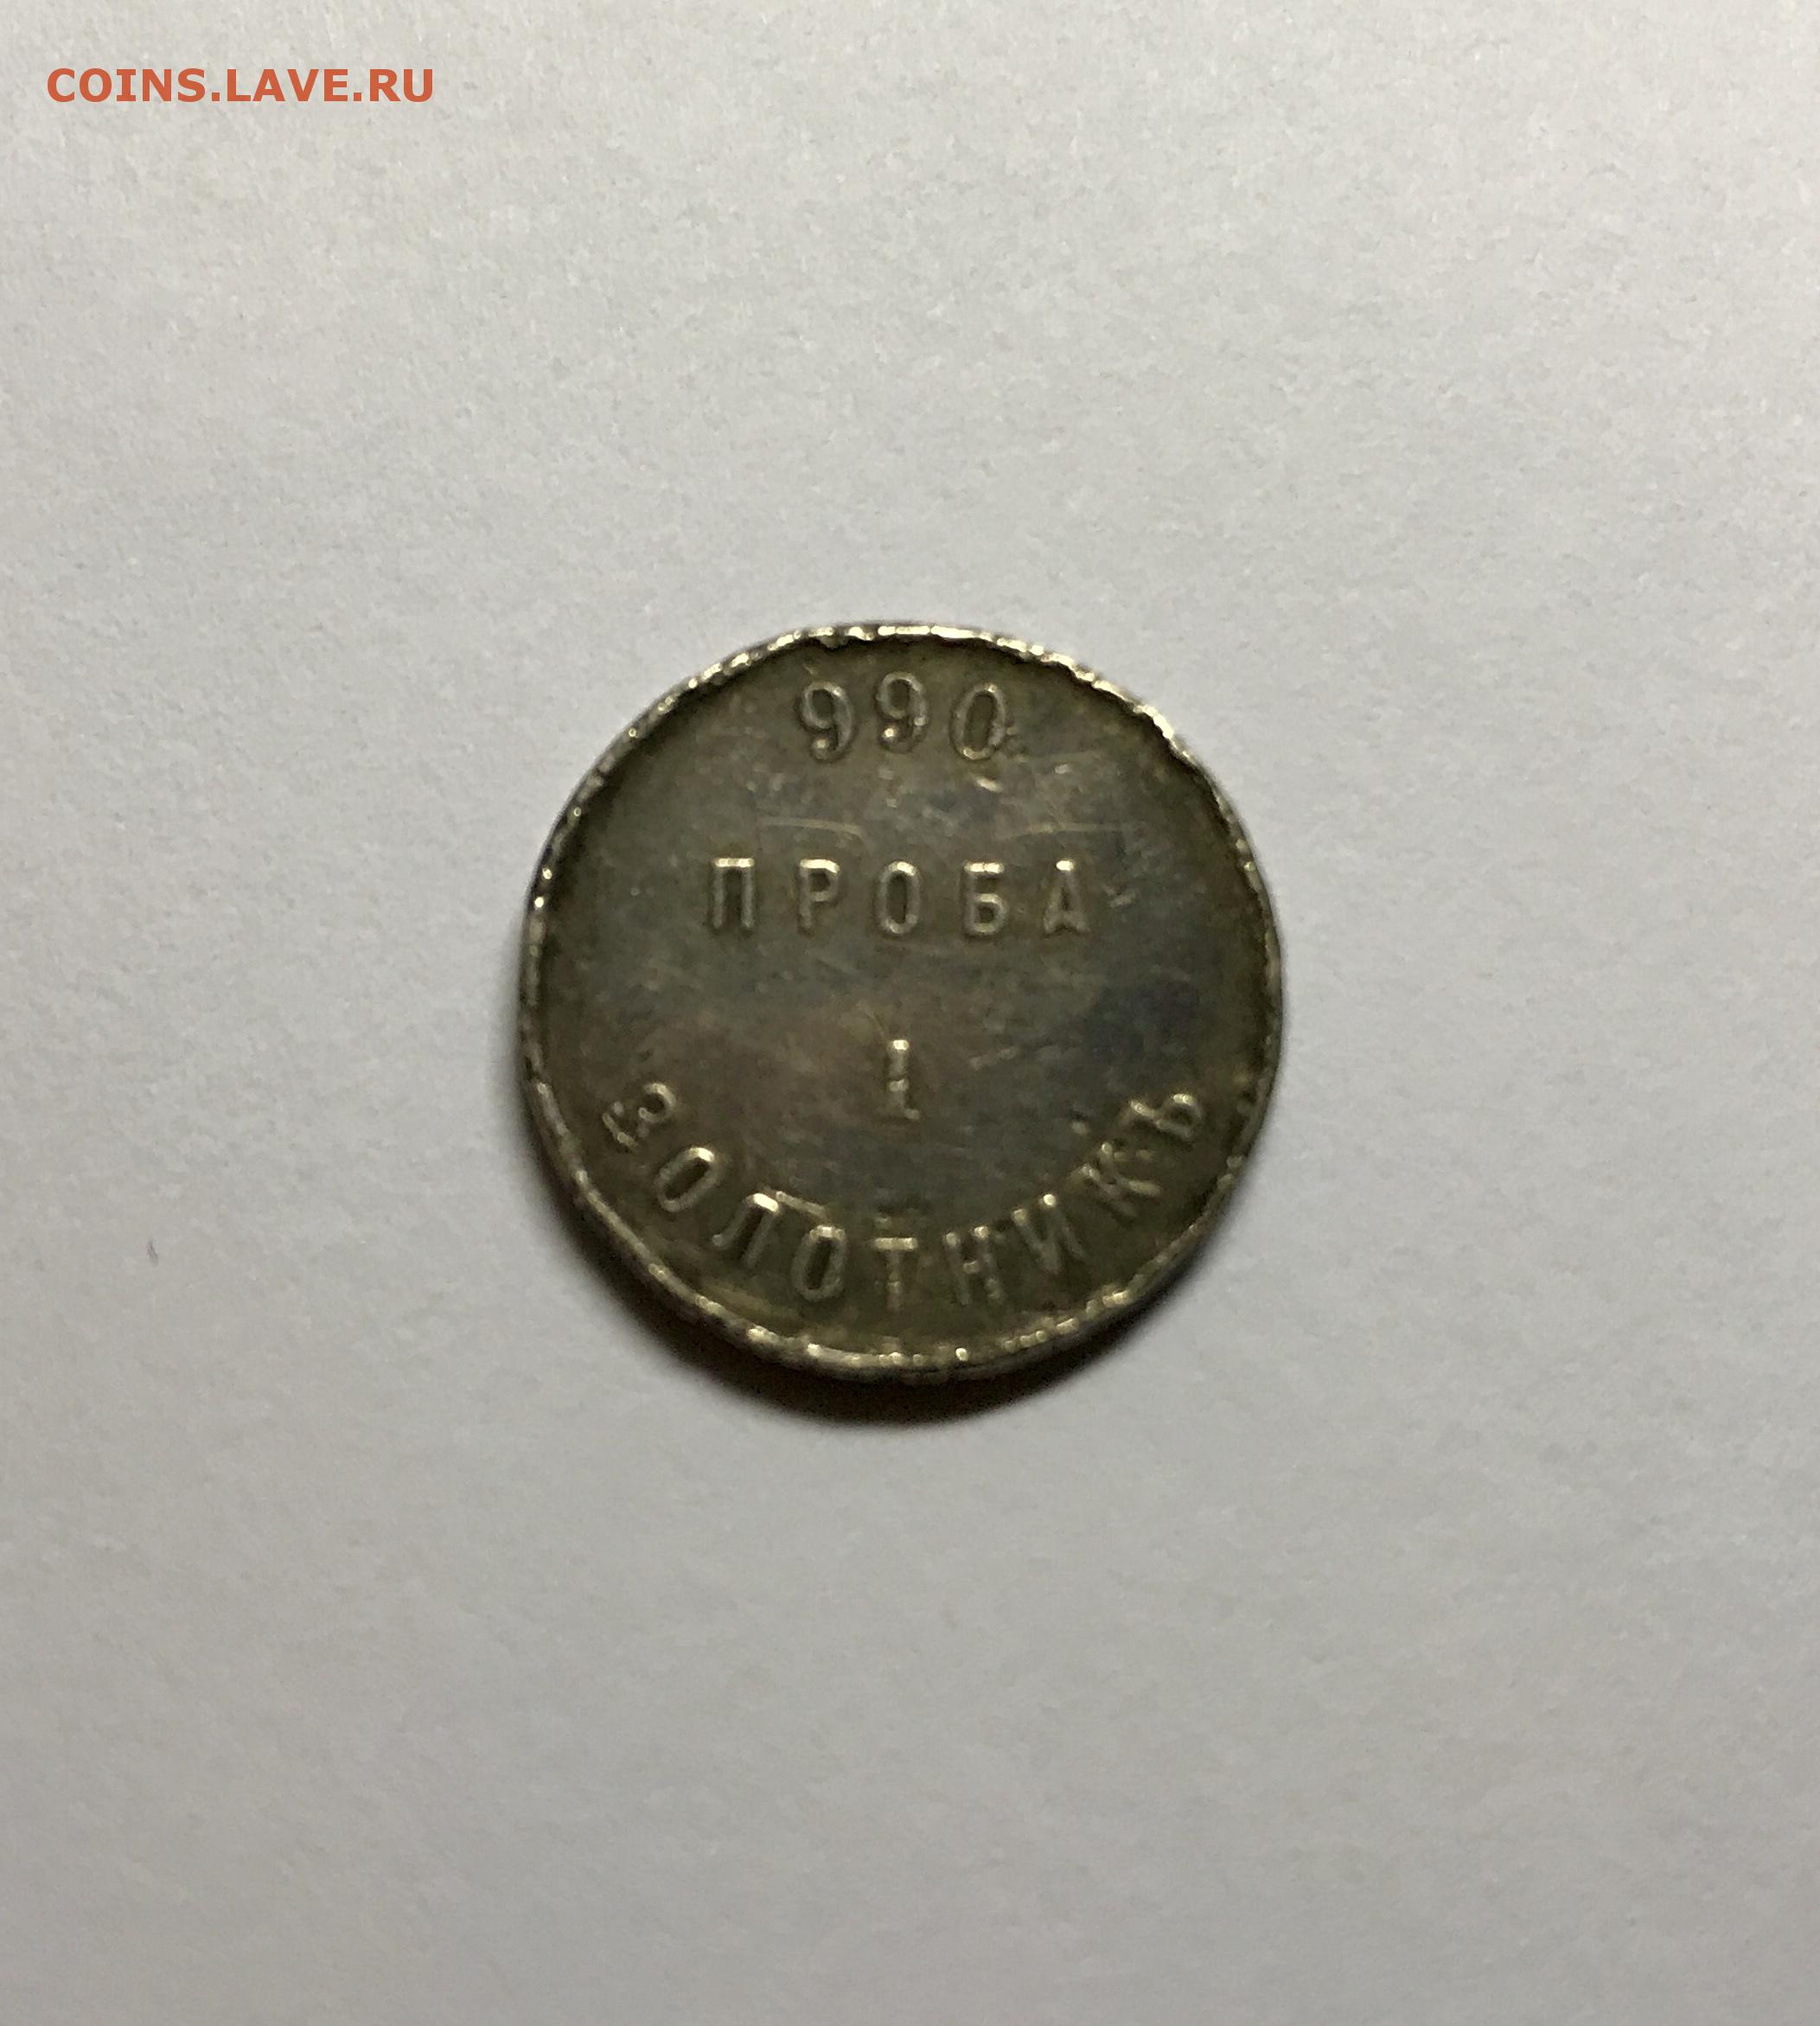 COINS.LAVE.RU
990
ПРОБА
1
ЗОЛОТНИКЪ